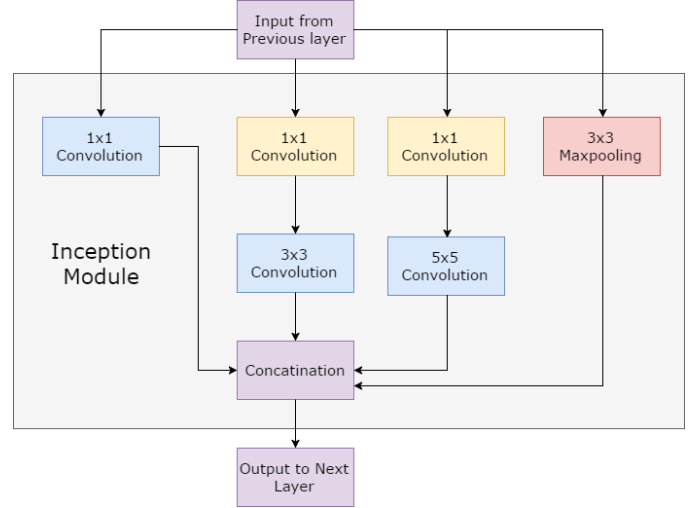 Input from
Previous layer
1x1
Convolution
1x1
Convolution
1x1
Convolution
3x3
Maxpooling
Inception
Module
3x3
Convolution
5x5
Convolution
Concatination
Output to Next
Layer